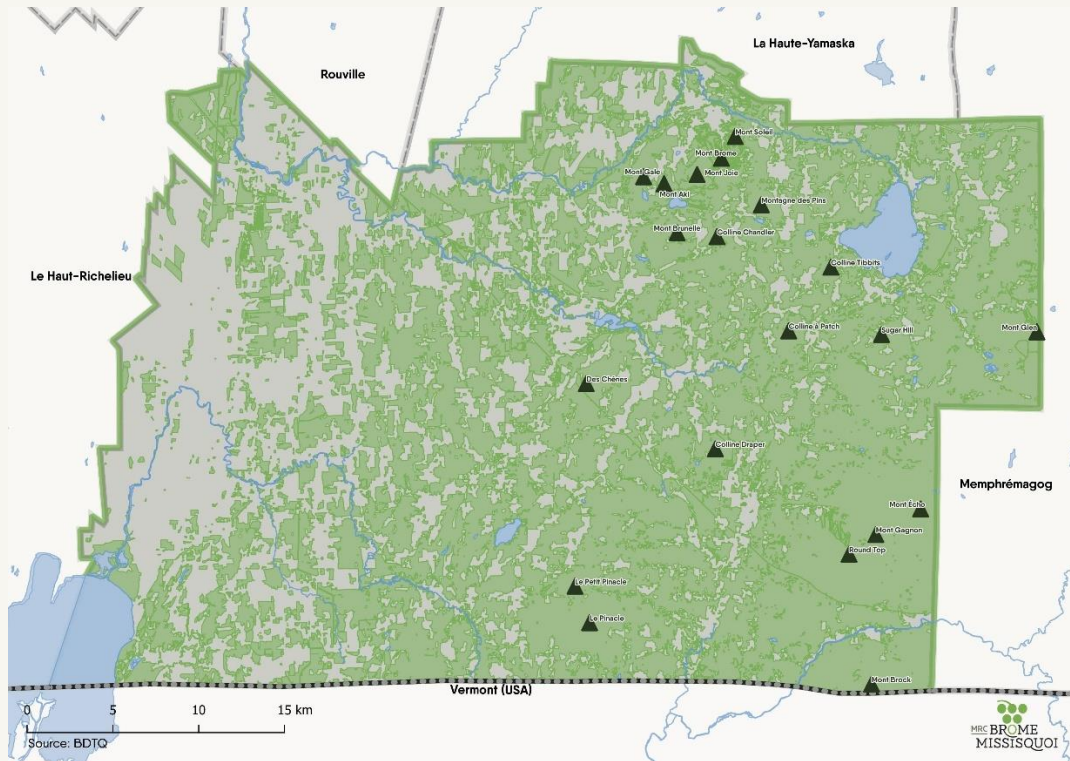 La Haute-Yamaska
Rouville
Mont Soleil
Mont Brome
Mont Gale
Mont Joie
Mont Aki
Montagne des Pins
Mont Brunelle
Colline Chandler
Le Haut-Richelieu
Colline Tibbits
Colline à Patch
Sugar Hill
Mont Glen
Des Chênes
Colline Draper
Memphrémagog
Mont Écho
Mont Gagnon
Round Top
Le Petit Pinacle
Le Pinacle
Mont Brock
Vermont (USA)
0 5 10 15 km
Source: BDTQ
MRC BROME
MISSISQUOI